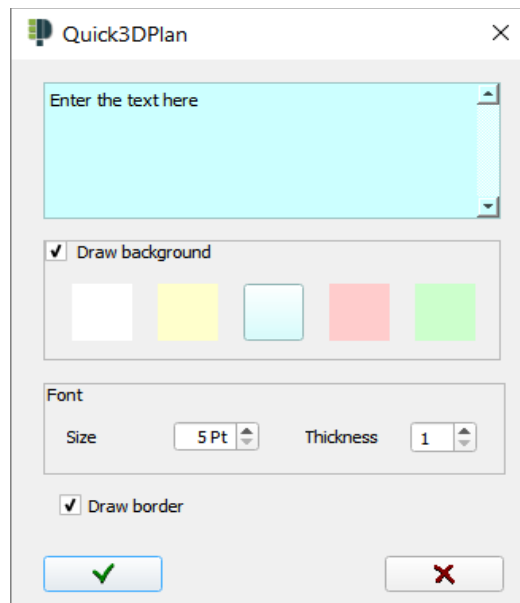 Quick3DPlan
Enter the text here
Draw background
Font
Size 5 Pt Thickness 1
Draw border